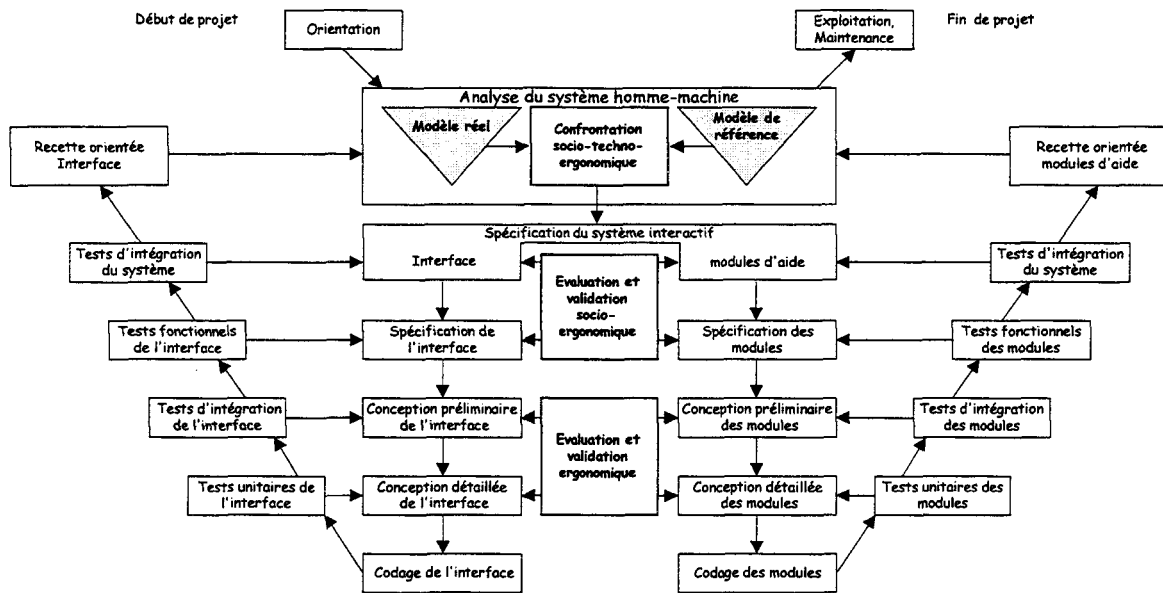 Début de projet
Orientation
Exploitation,
Maintenance
Fin de projet
Analyse du système homme-machine
Modèle réel
Confrontation
socio-techno-
ergonomique
Modèle de
référence
Recette orientée
Interface
Recette orientée
modules d'aide
Spécification du système interactif
Tests d'intégration
du système
Interface
Evaluation et
validation
socio-
ergonomique
modules d'aide
Tests d'intégration
du système
Tests fonctionnels
de l'interface
Spécification de
l'interface
Spécification des
modules
Tests fonctionnels
des modules
Tests d'intégration
de l'interface
Conception préliminaire
de l'interface
Evaluation et
validation
ergonomique
Conception préliminaire
des modules
Tests d'intégration
des modules
Tests unitaires de
l'interface
Conception détaillée
de l'interface
Conception détaillée
des modules
Tests unitaires des
modules
Codage de l'interface
Codage des modules